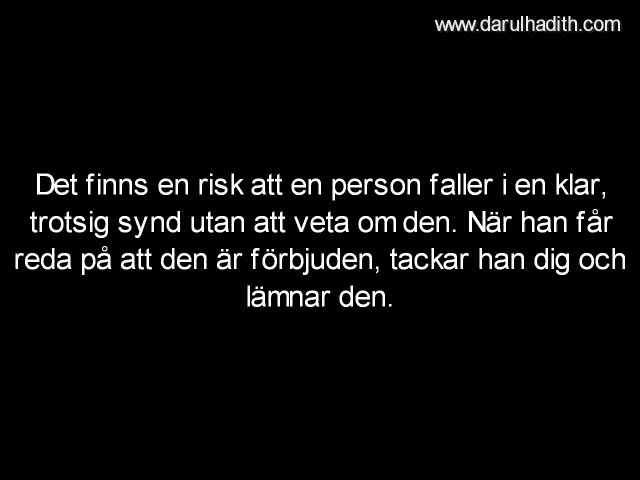 www.darulhadith.com
Det finns en risk att en person faller i en klar,
trotsig synd utan att veta om den. När han får
reda på att den är förbjuden, tackar han dig och
lämnar den.